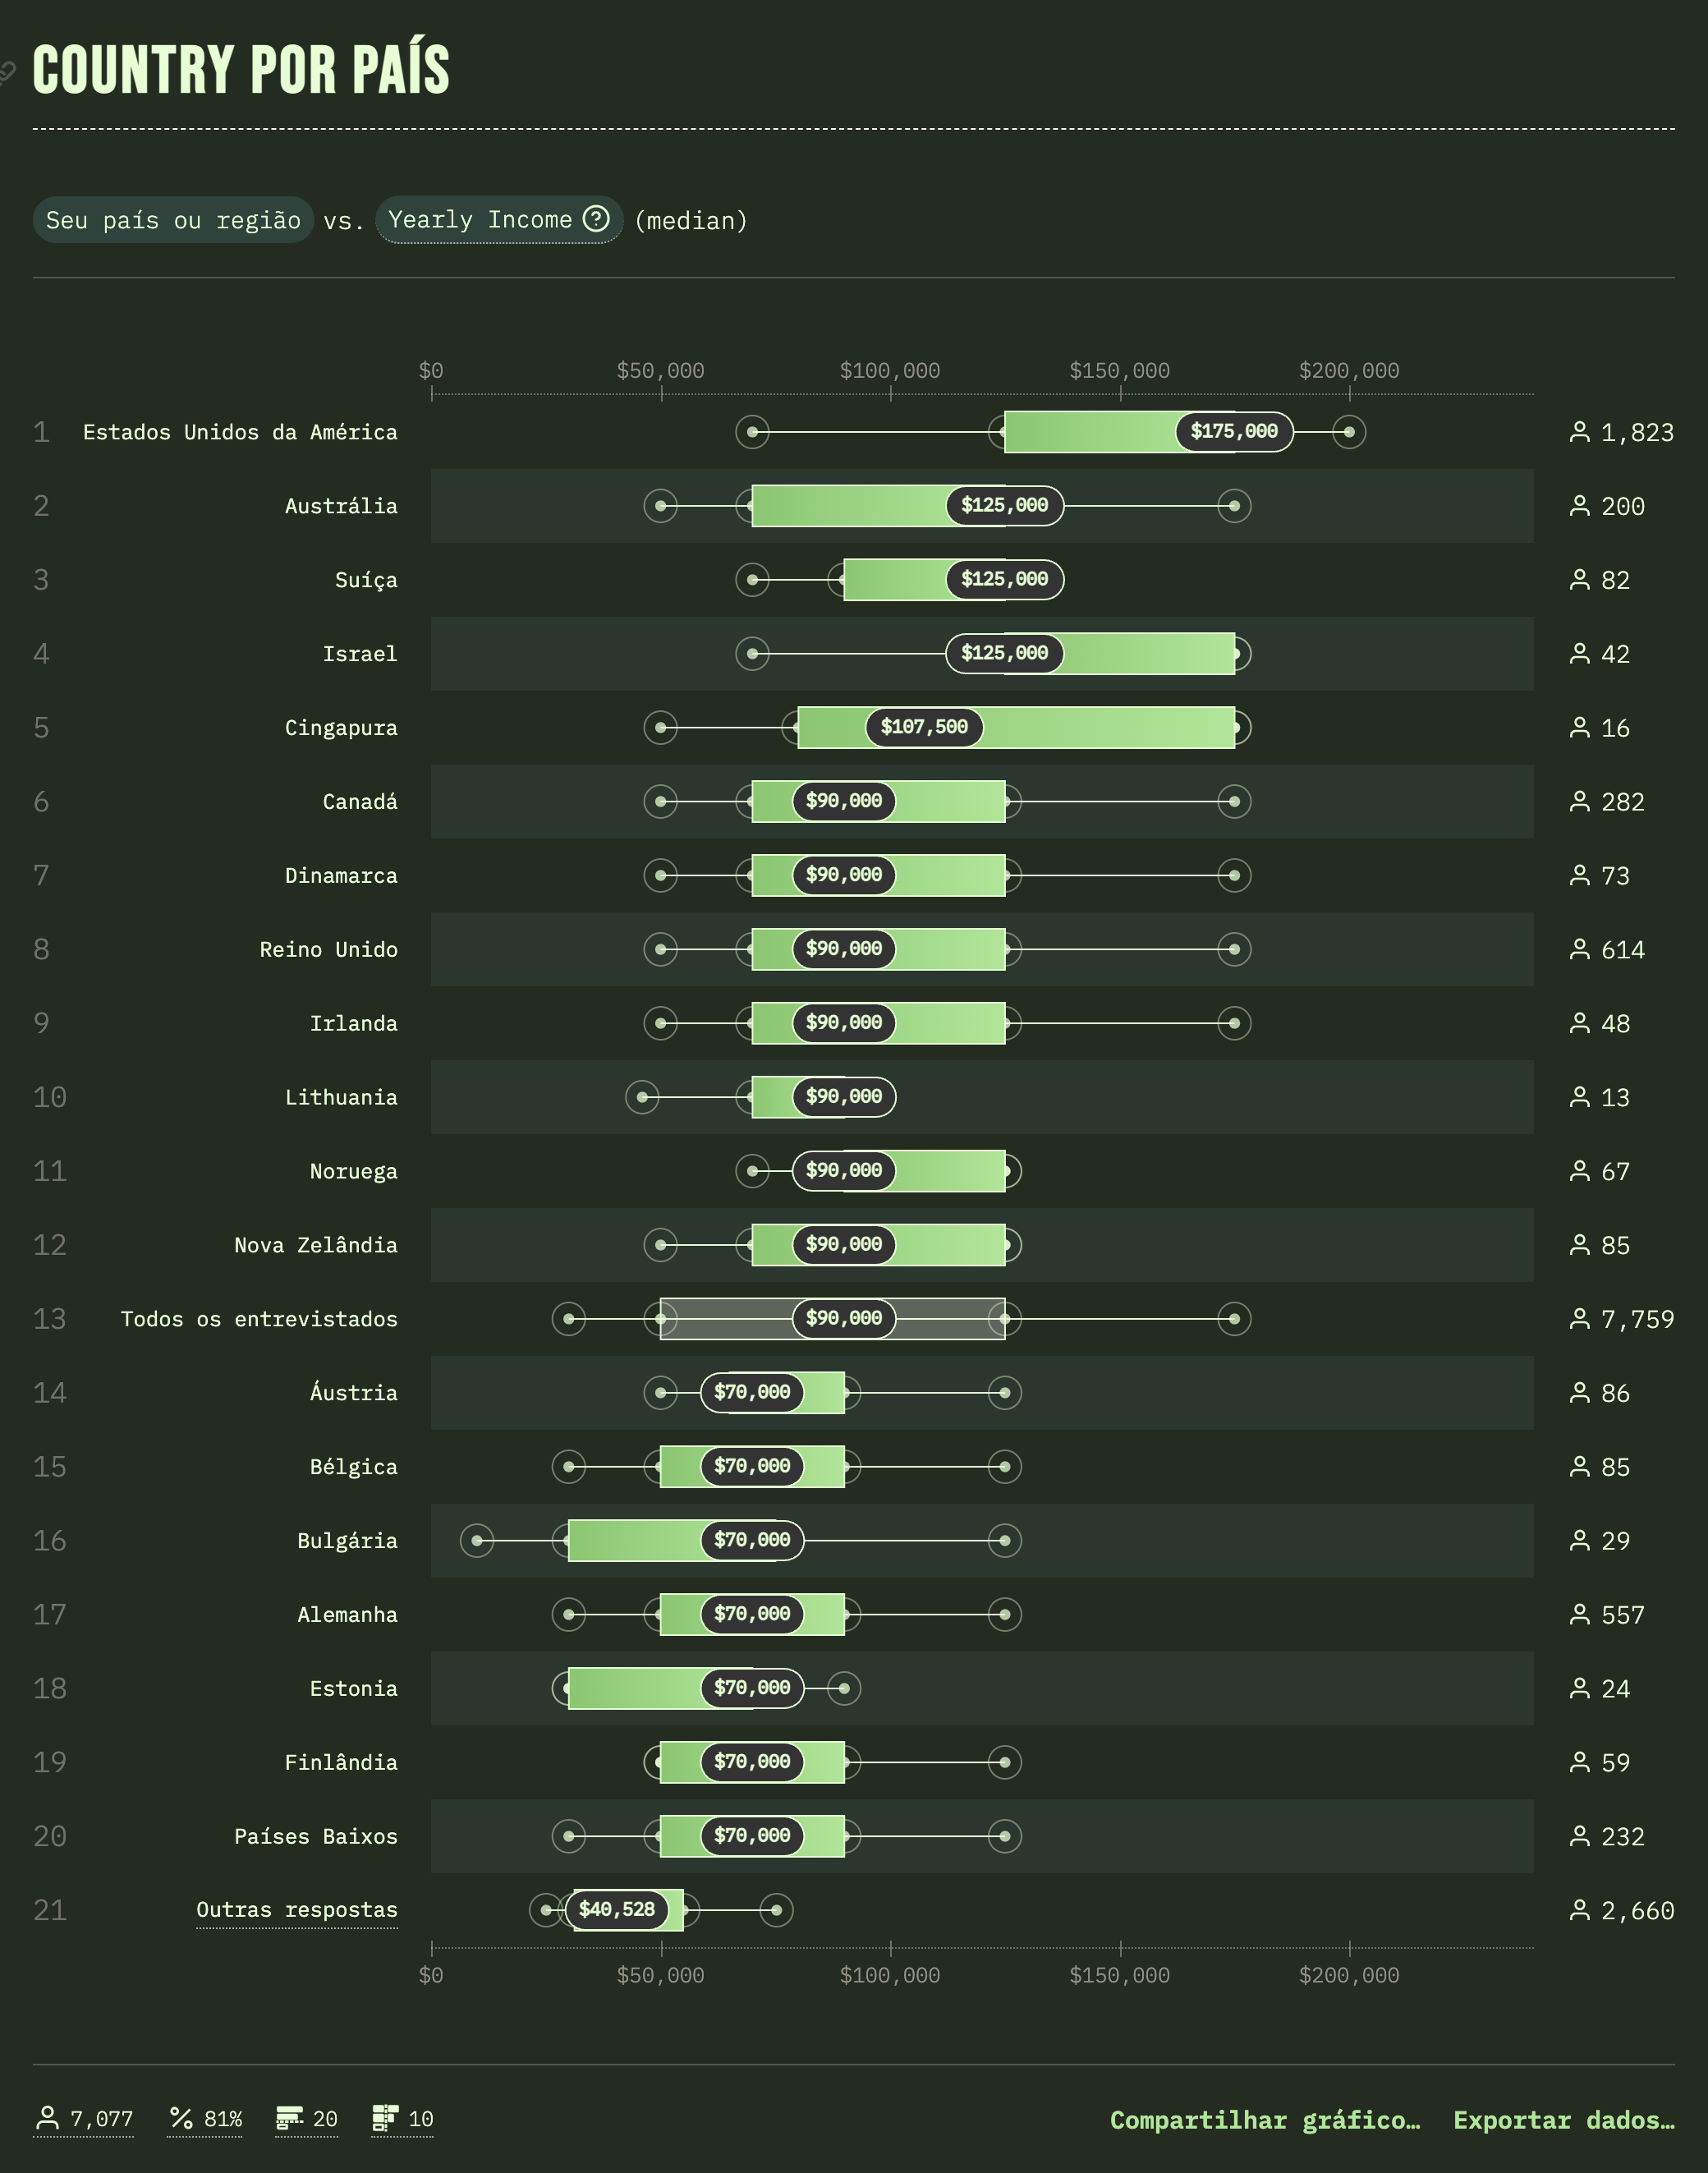 COUNTRY POR PAÍS
Seu país ou região vs. Yearly Income (median)
$0 $50,000 $100,000 $150,000 $200,000
1 Estados Unidos da América $175,000 1,823
2 Austrália $125,000 200
3 Suíça $125,000 82
4 Israel $125,000 42
5 Cingapura $107,500 16
6 Canadá $90,000 282
7 Dinamarca $90,000 73
8 Reino Unido $90,000 614
9 Irlanda $90,000 48
10 Lithuania $90,000 13
11 Noruega $90,000 67
12 Nova Zelândia $90,000 85
13 Todos os entrevistados $90,000 7,759
14 Áustria $70,000 86
15 Bélgica $70,000 85
16 Bulgária $70,000 29
17 Alemanha $70,000 557
18 Estonia $70,000 24
19 Finlândia $70,000 59
20 Países Baixos $70,000 232
21 Outras respostas $40,528 2,660
$0 $50,000 $100,000 $150,000 $200,000
7,077 81% 20 10 Compartilhar gráfico… Exportar dados…